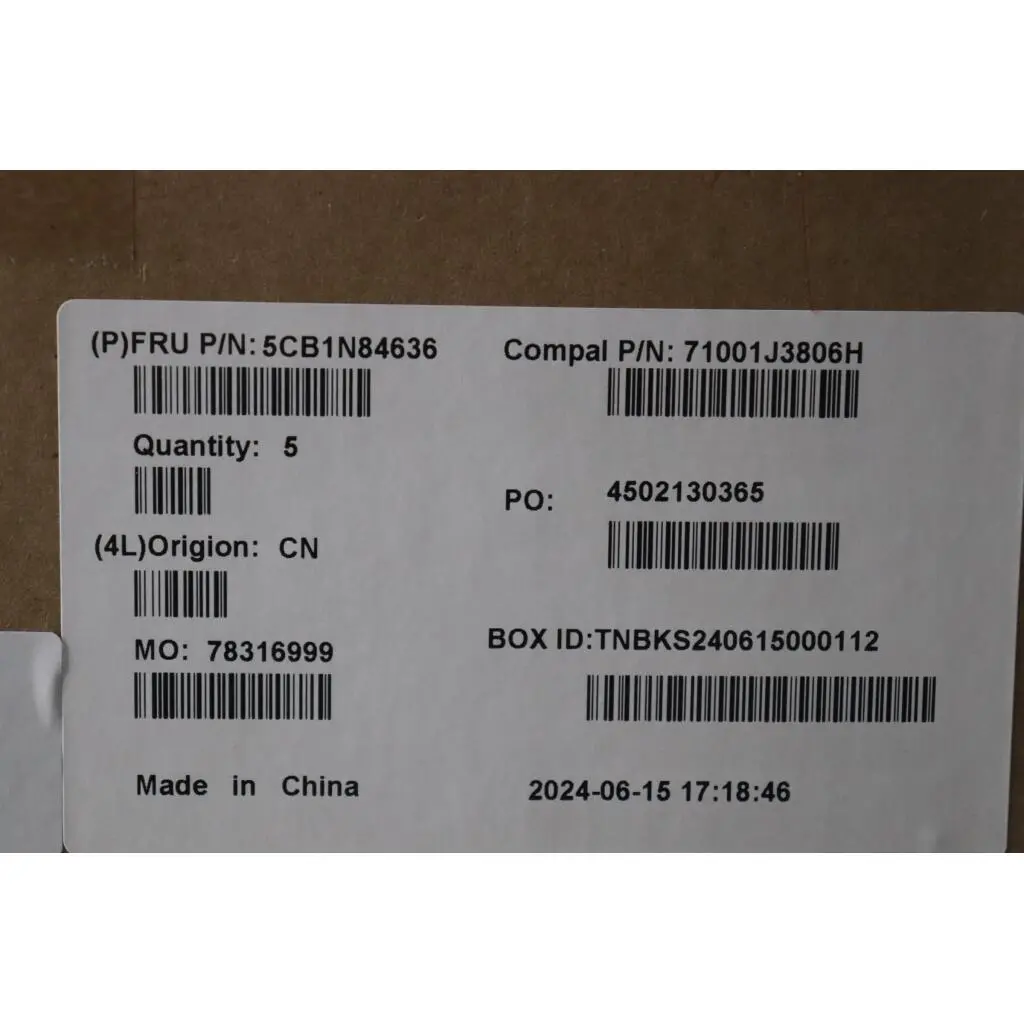 (P)FRU P/N: 5CB1N84636
Compal P/N: 71001J3806H
Quantity: 5
PO: 4502130365
(4L)Origion: CN
BOX ID:TNBKS240615000112
MO: 78316999
Made in China
2024-06-15 17:18:46